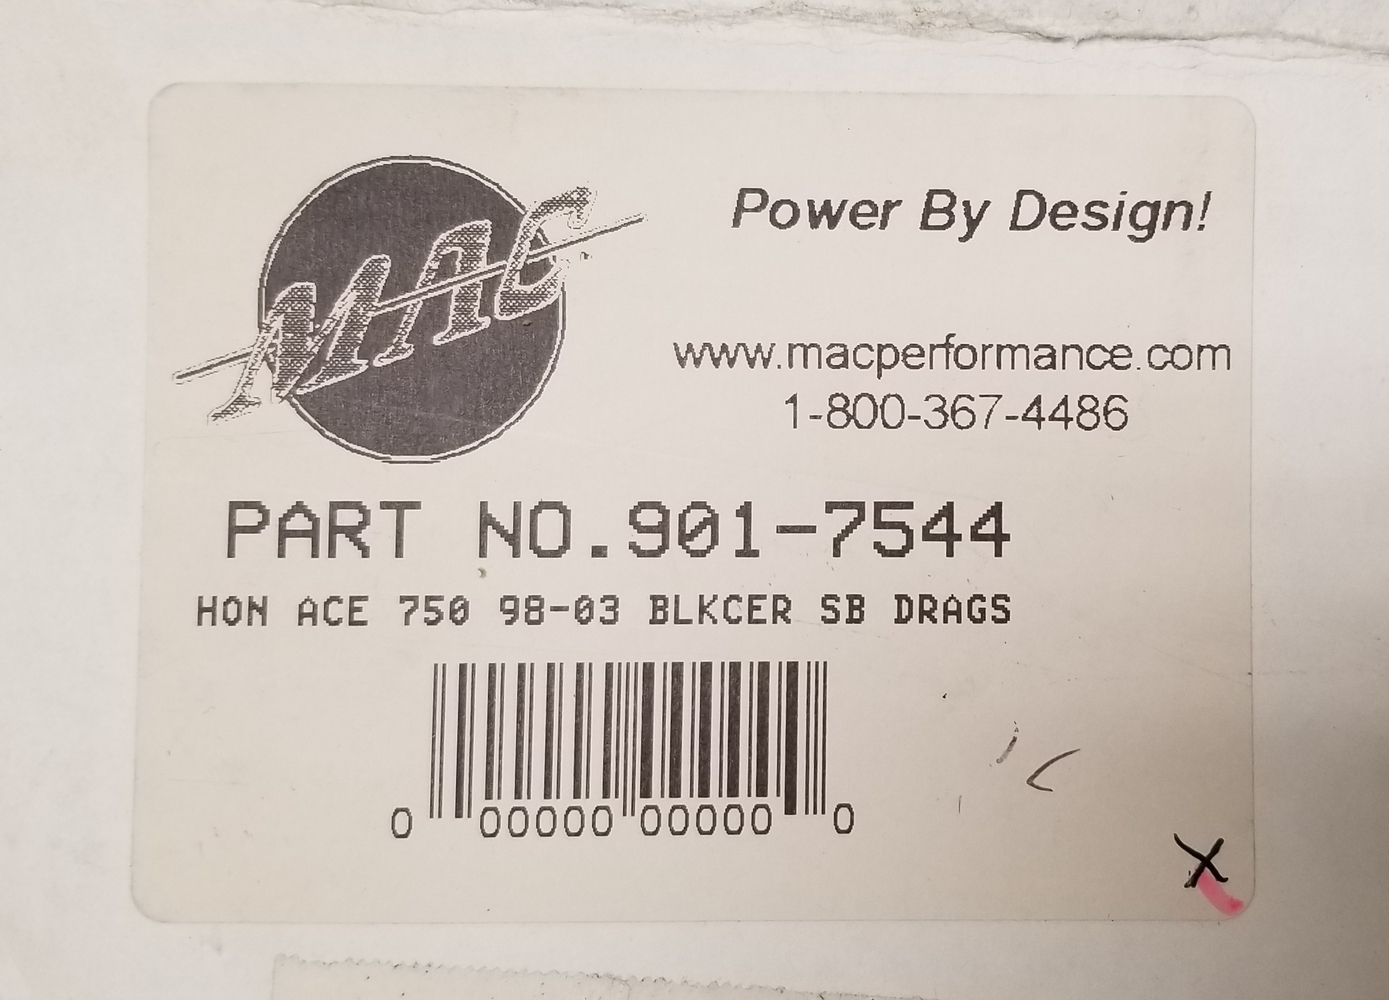 MAC
Power By Design!
www.macperformance.com
1-800-367-4486
PART NO.901-7544
HON ACE 750 98-03 BLKCER SB DRAGS
0 00000 00000 0
X